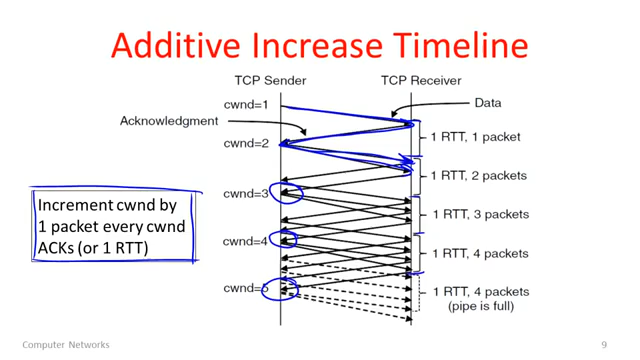 Additive Increase Timeline
TCP Sender
TCP Receiver
cwnd=1
Data
Acknowledgment
1 RTT, 1 packet
cwnd=2
1 RTT, 2 packets
cwnd=3
Increment cwnd by
1 packet every cwnd
ACKs (or 1 RTT)
1 RTT, 3 packets
cwnd=4
1 RTT, 4 packets
cwnd=5
1 RTT, 4 packets
(pipe is full)
Computer Networks
9